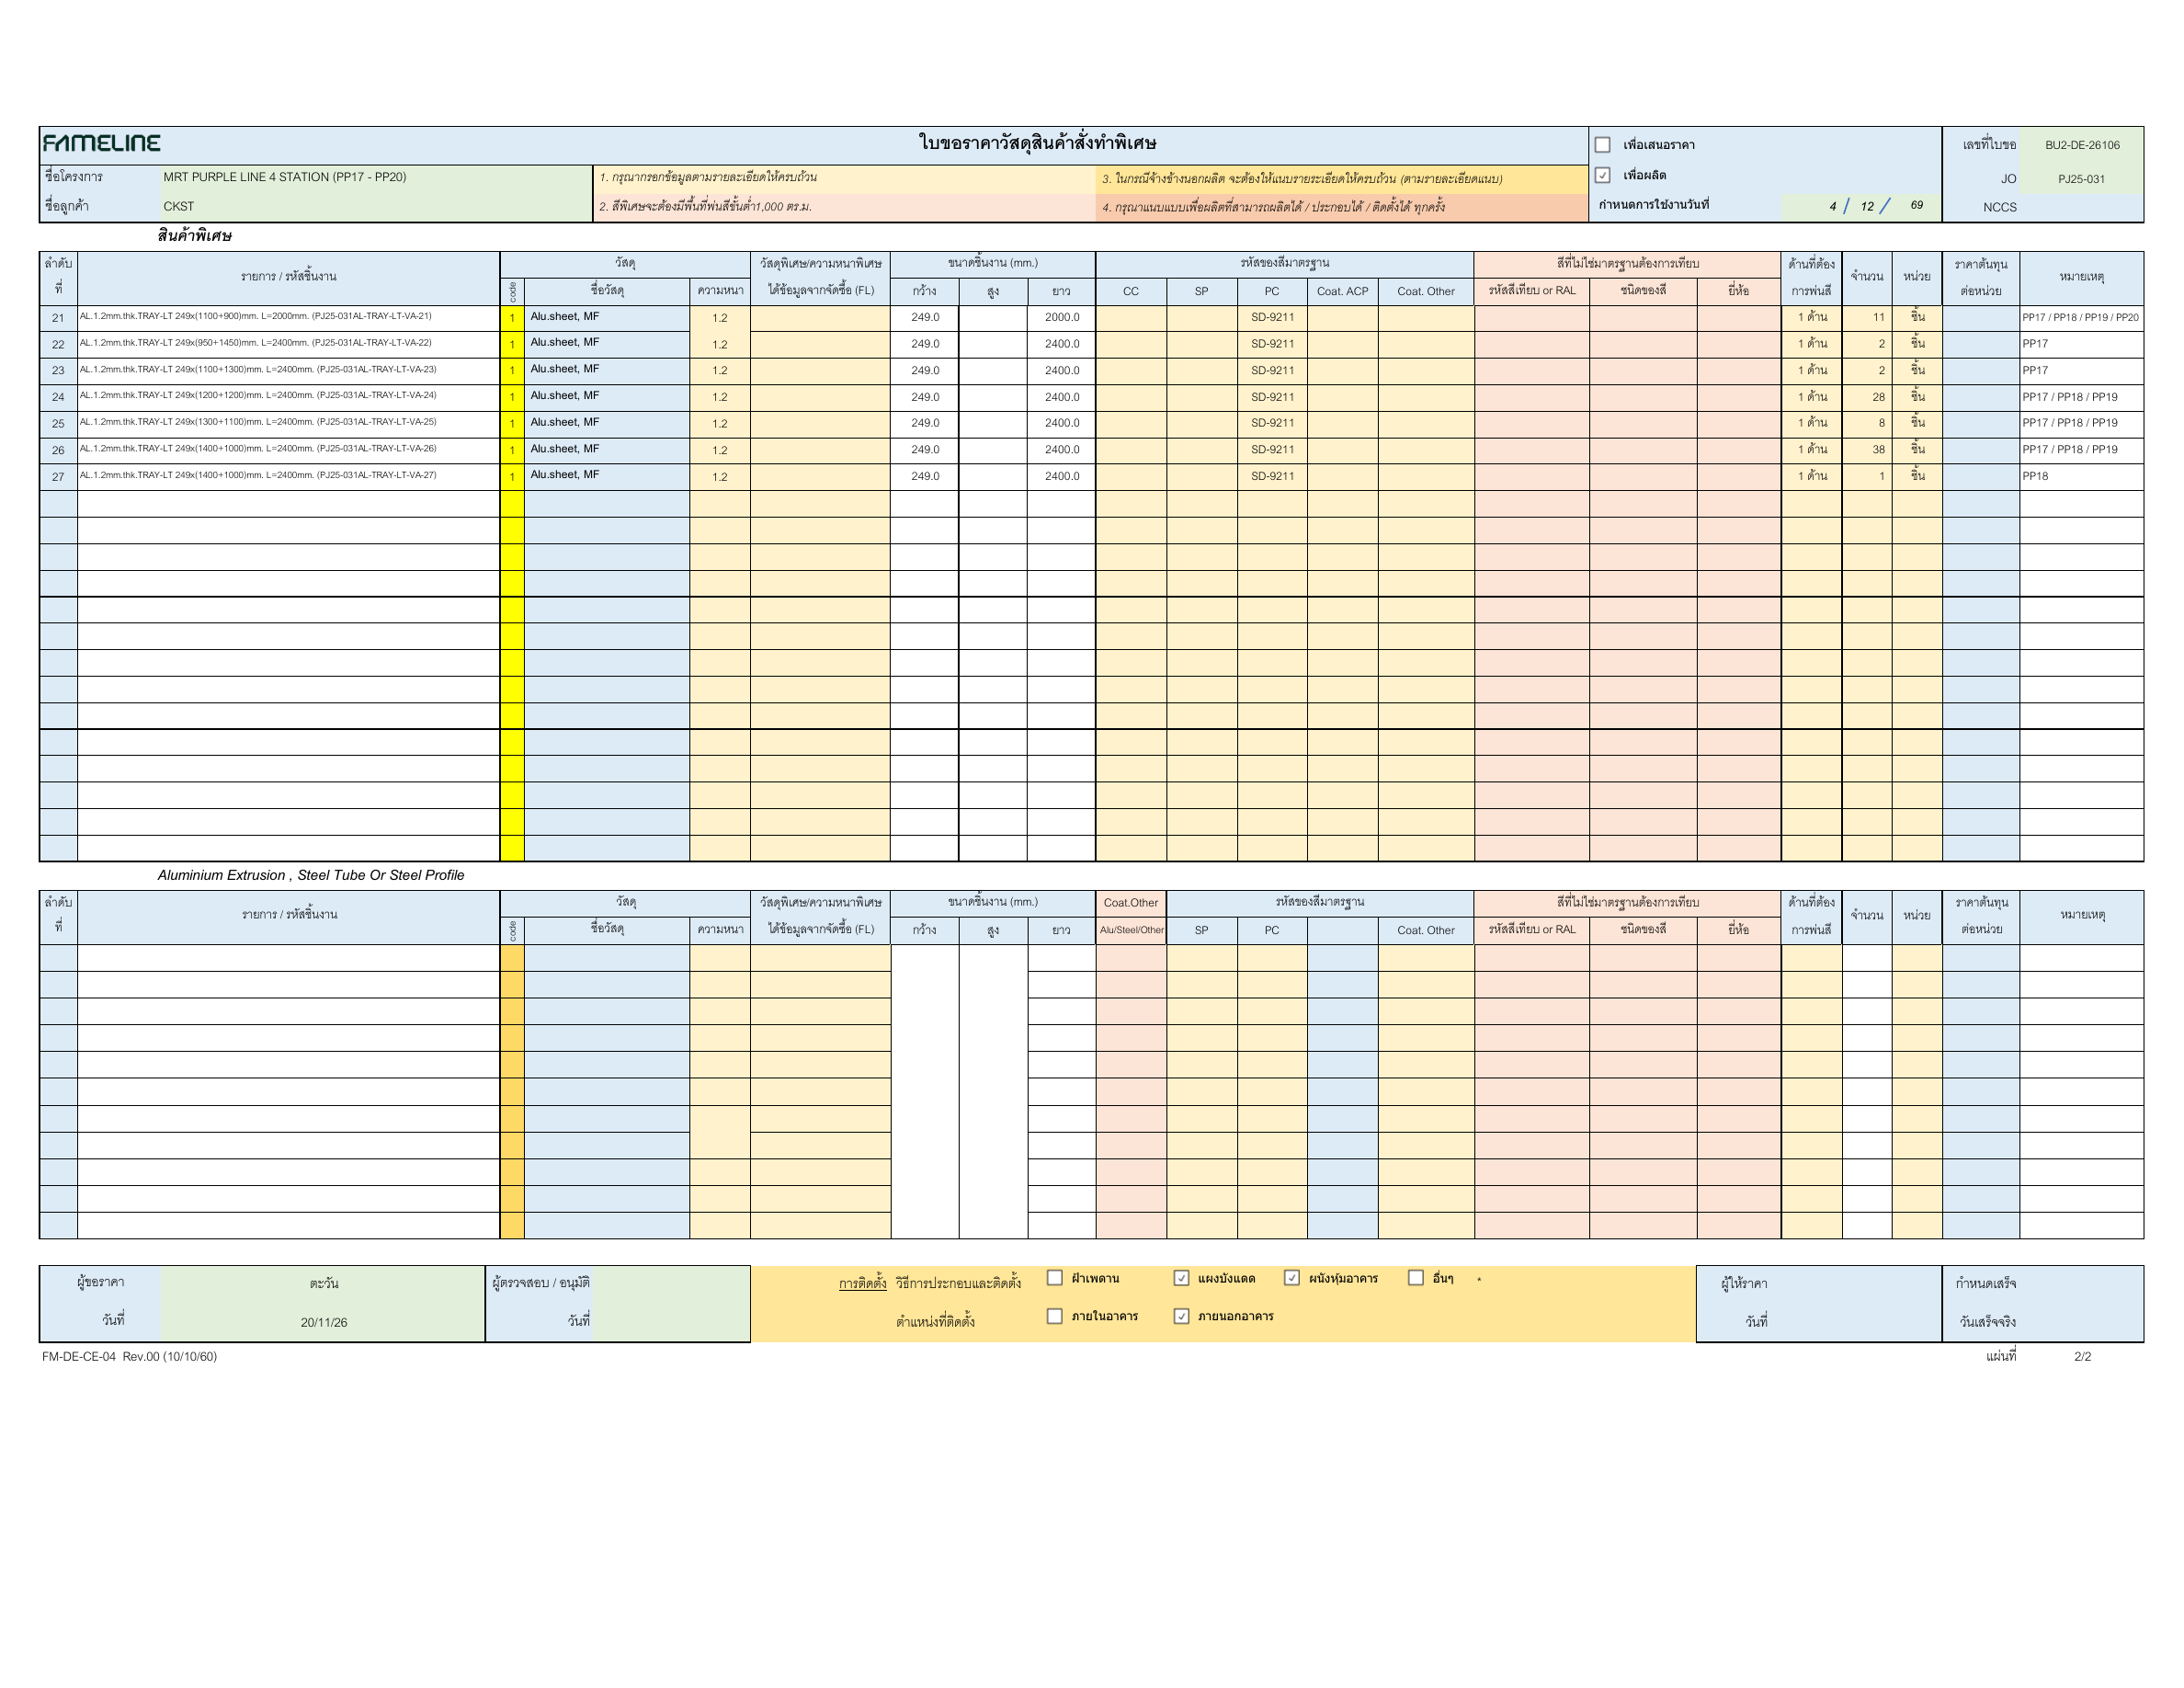 FAMELINE
ใบขอราคาวัสดุสินค้าสั่งทำพิเศษ
เพื่อเสนอราคา
เลขที่ใบขอ BU2-DE-26106
ชื่อโครงการ MRT PURPLE LINE 4 STATION (PP17 - PP20)
1. กรุณากรอกข้อมูลตามรายละเอียดให้ครบถ้วน
3. ในกรณีจ้างข้างนอกผลิต จะต้องให้แนบรายระเอียดให้ครบถ้วน (ตามรายละเอียดแนบ)
เพื่อผลิต
JO PJ25-031
ชื่อลูกค้า CKST
2. สีพิเศษจะต้องมีพื้นที่พ่นสีขั้นต่ำ1,000 ตร.ม.
4. กรุณาแนบแบบเพื่อผลิตที่สามารถผลิตได้ / ประกอบได้ / ติดตั้งได้ ทุกครั้ง
กำหนดการใช้งานวันที่ 4 / 12 / 69
NCCS
สินค้าพิเศษ
ลำดับ วัสดุ วัสดุพิเศษ/ความหนาพิเศษ ขนาดชิ้นงาน (mm.) รหัสของสีมาตรฐาน สีที่ไม่ใช่มาตรฐานต้องการเทียบ ด้านที่ต้อง ราคาต้นทุน
รายการ / รหัสชิ้นงาน จำนวน หน่วย หมายเหตุ
ที่ code ชื่อวัสดุ ความหนา ได้ข้อมูลจากจัดซื้อ (FL) กว้าง สูง ยาว CC SP PC Coat. ACP Coat. Other รหัสสีเทียบ or RAL ชนิดของสี ยี่ห้อ การพ่นสี ต่อหน่วย
21 AL.1.2mm.thk.TRAY-LT 249x(1100+900)mm. L=2000mm. (PJ25-031AL-TRAY-LT-VA-21) 1 Alu.sheet, MF 1.2 249.0 2000.0 SD-9211 1 ด้าน 11 ชิ้น PP17 / PP18 / PP19 / PP20
22 AL.1.2mm.thk.TRAY-LT 249x(950+1450)mm. L=2400mm. (PJ25-031AL-TRAY-LT-VA-22) 1 Alu.sheet, MF 1.2 249.0 2400.0 SD-9211 1 ด้าน 2 ชิ้น PP17
23 AL.1.2mm.thk.TRAY-LT 249x(1100+1300)mm. L=2400mm. (PJ25-031AL-TRAY-LT-VA-23) 1 Alu.sheet, MF 1.2 249.0 2400.0 SD-9211 1 ด้าน 2 ชิ้น PP17
24 AL.1.2mm.thk.TRAY-LT 249x(1200+1200)mm. L=2400mm. (PJ25-031AL-TRAY-LT-VA-24) 1 Alu.sheet, MF 1.2 249.0 2400.0 SD-9211 1 ด้าน 28 ชิ้น PP17 / PP18 / PP19
25 AL.1.2mm.thk.TRAY-LT 249x(1300+1100)mm. L=2400mm. (PJ25-031AL-TRAY-LT-VA-25) 1 Alu.sheet, MF 1.2 249.0 2400.0 SD-9211 1 ด้าน 8 ชิ้น PP17 / PP18 / PP19
26 AL.1.2mm.thk.TRAY-LT 249x(1400+1000)mm. L=2400mm. (PJ25-031AL-TRAY-LT-VA-26) 1 Alu.sheet, MF 1.2 249.0 2400.0 SD-9211 1 ด้าน 38 ชิ้น PP17 / PP18 / PP19
27 AL.1.2mm.thk.TRAY-LT 249x(1400+1000)mm. L=2400mm. (PJ25-031AL-TRAY-LT-VA-27) 1 Alu.sheet, MF 1.2 249.0 2400.0 SD-9211 1 ด้าน 1 ชิ้น PP18
Aluminium Extrusion , Steel Tube Or Steel Profile
ลำดับ วัสดุ วัสดุพิเศษ/ความหนาพิเศษ ขนาดชิ้นงาน (mm.) Coat.Other รหัสของสีมาตรฐาน สีที่ไม่ใช่มาตรฐานต้องการเทียบ ด้านที่ต้อง ราคาต้นทุน
รายการ / รหัสชิ้นงาน จำนวน หน่วย หมายเหตุ
ที่ code ชื่อวัสดุ ความหนา ได้ข้อมูลจากจัดซื้อ (FL) กว้าง สูง ยาว Alu/Steel/Other SP PC Coat. Other รหัสสีเทียบ or RAL ชนิดของสี ยี่ห้อ การพ่นสี ต่อหน่วย
ผู้ขอราคา ตะวัน ผู้ตรวจสอบ / อนุมัติ การติดตั้ง วิธีการประกอบและติดตั้ง ฝ้าเพดาน แผงบังแดด ผนังหุ้มอาคาร อื่นๆ * ผู้ให้ราคา กำหนดเสร็จ
วันที่ 20/11/26 วันที่ ตำแหน่งที่ติดตั้ง ภายในอาคาร ภายนอกอาคาร วันที่ วันเสร็จจริง
FM-DE-CE-04 Rev.00 (10/10/60) แผ่นที่ 2/2